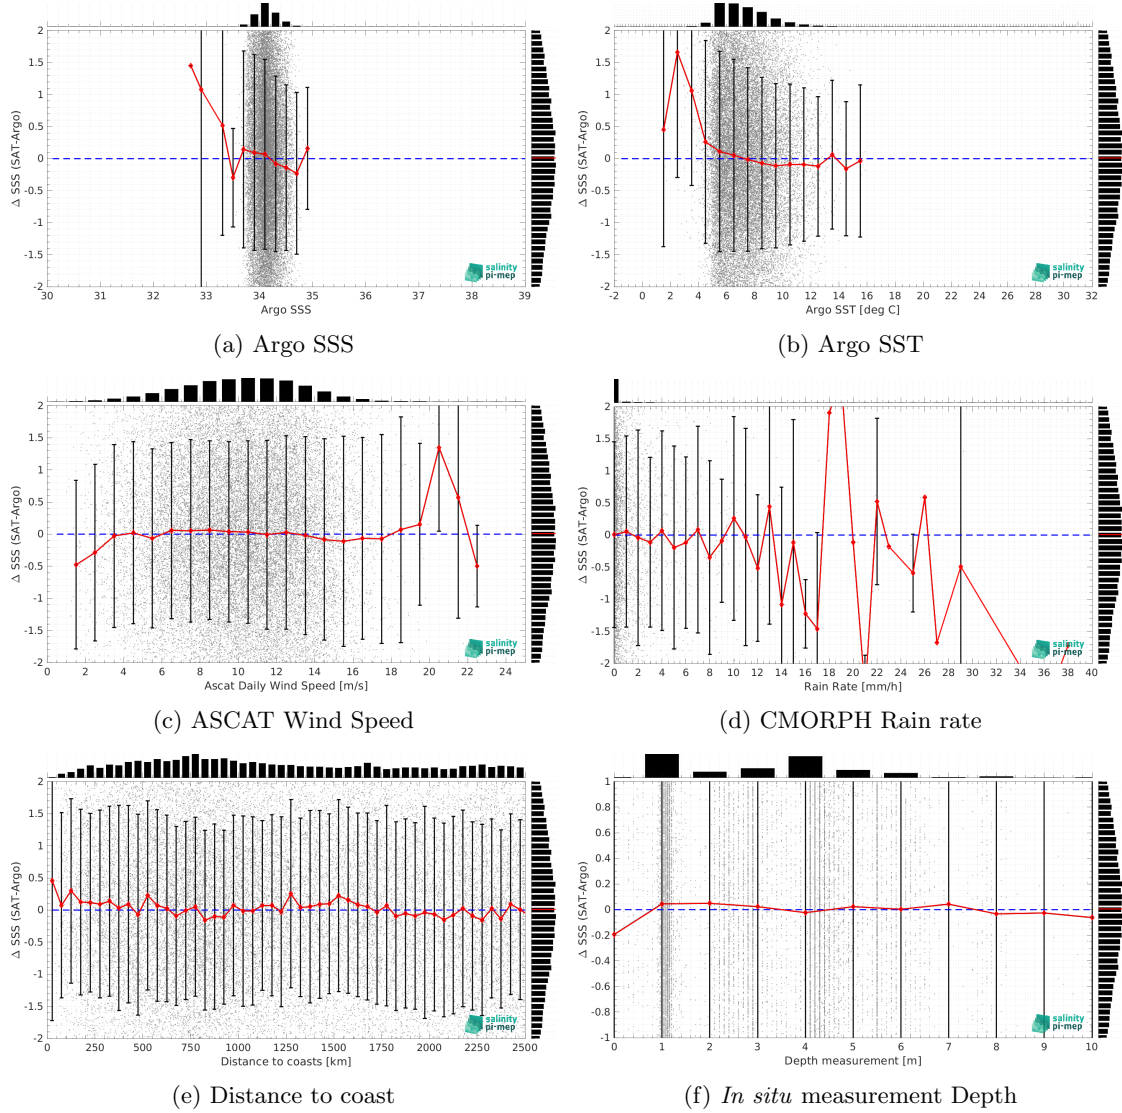 2
1.5
1
0.5
0
-0.5
-1
-1.5
-2
Δ SSS (SAT-Argo)
30 31 32 33 34 35 36 37 38 39
Argo SSS
salinity
pi-mep
(a) Argo SSS
2
1.5
1
0.5
0
-0.5
-1
-1.5
-2
Δ SSS (SAT-Argo)
-2 0 2 4 6 8 10 12 14 16 18 20 22 24 26 28 30 32
Argo SST [deg C]
salinity
pi-mep
(b) Argo SST
2
1.5
1
0.5
0
-0.5
-1
-1.5
-2
Δ SSS (SAT-Argo)
0 2 4 6 8 10 12 14 16 18 20 22 24
Ascat Daily Wind Speed [m/s]
salinity
pi-mep
(c) ASCAT Wind Speed
2
1.5
1
0.5
0
-0.5
-1
-1.5
-2
Δ SSS (SAT-Argo)
0 2 4 6 8 10 12 14 16 18 20 22 24 26 28 30 32 34 36 38 40
Rain Rate [mm/h]
salinity
pi-mep
(d) CMORPH Rain rate
2
1.5
1
0.5
0
-0.5
-1
-1.5
-2
Δ SSS (SAT-Argo)
0 250 500 750 1000 1250 1500 1750 2000 2250 2500
Distance to coasts [km]
salinity
pi-mep
(e) Distance to coast
1
0.8
0.6
0.4
0.2
0
-0.2
-0.4
-0.6
-0.8
-1
Δ SSS (SAT-Argo)
0 1 2 3 4 5 6 7 8 9 10
Depth measurement [m]
salinity
pi-mep
(f) In situ measurement Depth